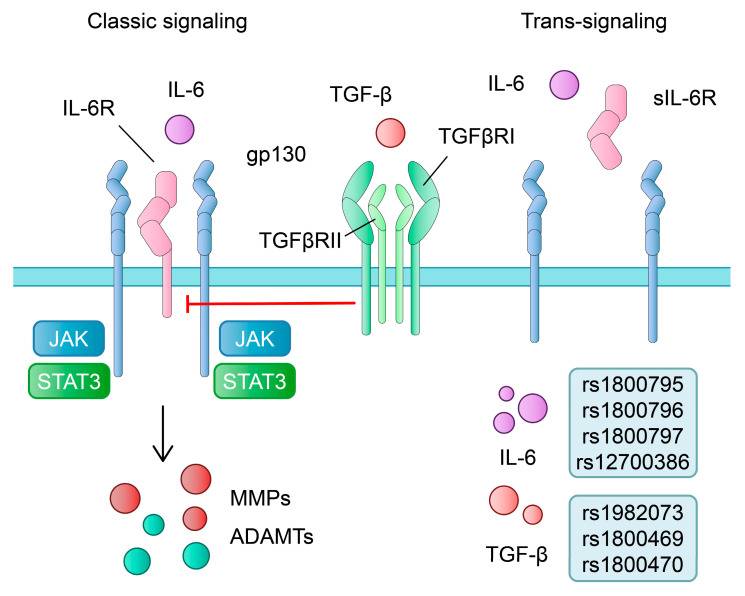 Classic signaling
Trans-signaling
IL-6
IL-6R
gp130
TGF-β
TGFβRI
TGFβRII
IL-6
sIL-6R
JAK
STAT3
JAK
STAT3
MMPs
ADAMTs
IL-6
rs1800795
rs1800796
rs1800797
rs12700386
TGF-β
rs1982073
rs1800469
rs1800470